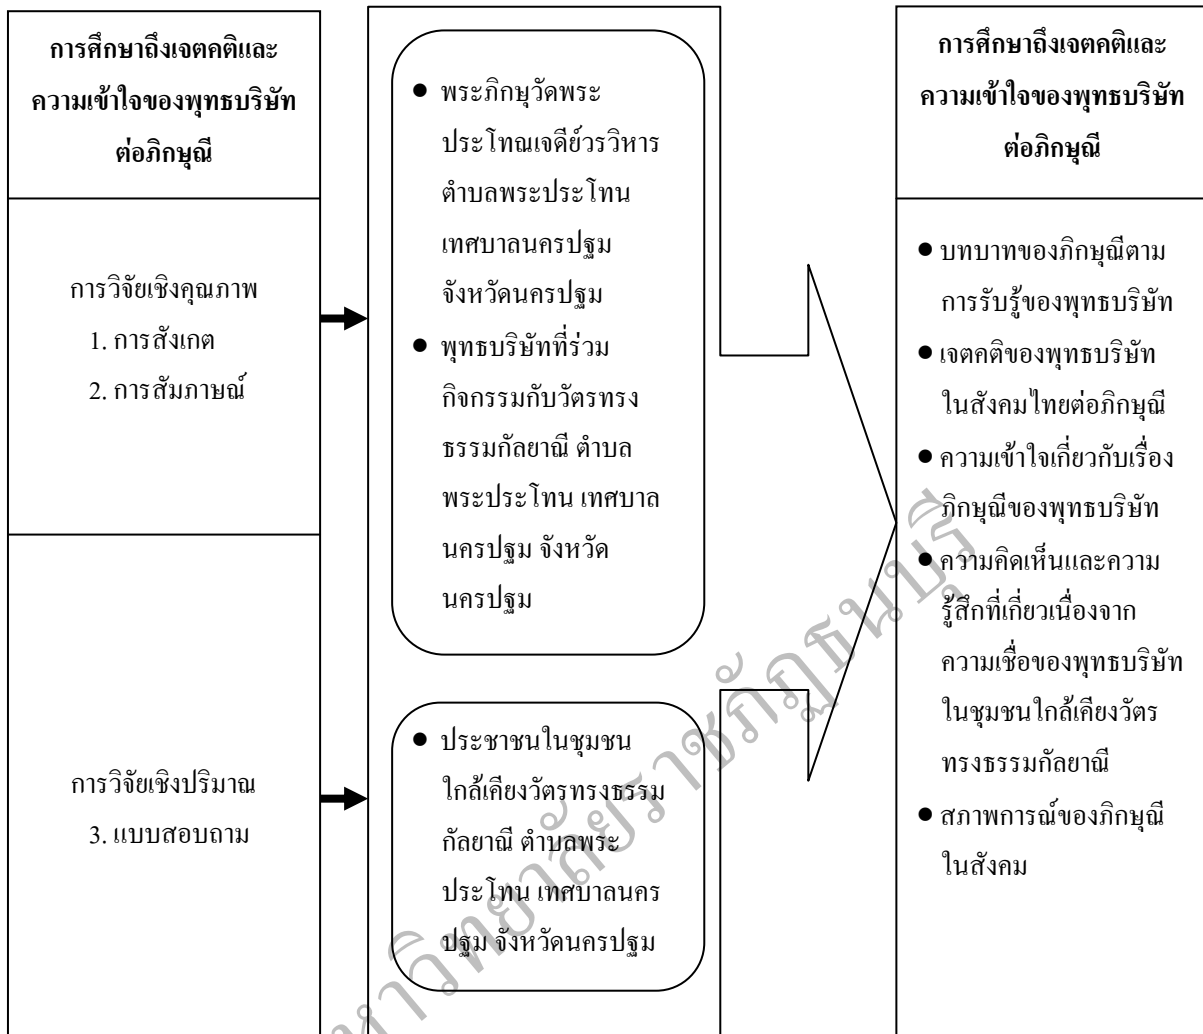 การศึกษาถึงเจตคติและ
ความเข้าใจของพุทธบริษัท
ต่อภิกษุณี
การวิจัยเชิงคุณภาพ
1. การสังเกต
2. การสัมภาษณ์
การวิจัยเชิงปริมาณ
3. แบบสอบถาม
● พระภิกษุวัดพระ
ประโทณเจดีย์วรวิหาร
ตำบลพระประโทน
เทศบาลนครปฐม
จังหวัดนครปฐม
● พุทธบริษัทที่ร่วม
กิจกรรมกับวัตรทรง
ธรรมกัลยาณี ตำบล
พระประโทน เทศบาล
นครปฐม จังหวัด
นครปฐม
● ประชาชนในชุมชน
ใกล้เคียงวัตรทรงธรรม
กัลยาณี ตำบลพระ
ประโทน เทศบาลนคร
ปฐม จังหวัดนครปฐม
การศึกษาถึงเจตคติและ
ความเข้าใจของพุทธบริษัท
ต่อภิกษุณี
● บทบาทของภิกษุณีตาม
การรับรู้ของพุทธบริษัท
● เจตคติของพุทธบริษัท
ในสังคมไทยต่อภิกษุณี
● ความเข้าใจเกี่ยวกับเรื่อง
ภิกษุณีของพุทธบริษัท
● ความคิดเห็นและความ
รู้สึกที่เกี่ยวเนื่องจาก
ความเชื่อของพุทธบริษัท
ในชุมชนใกล้เคียงวัตร
ทรงธรรมกัลยาณี
● สภาพการณ์ของภิกษุณี
ในสังคม
หาวิทยาลัยราชภัฏธนบุรี